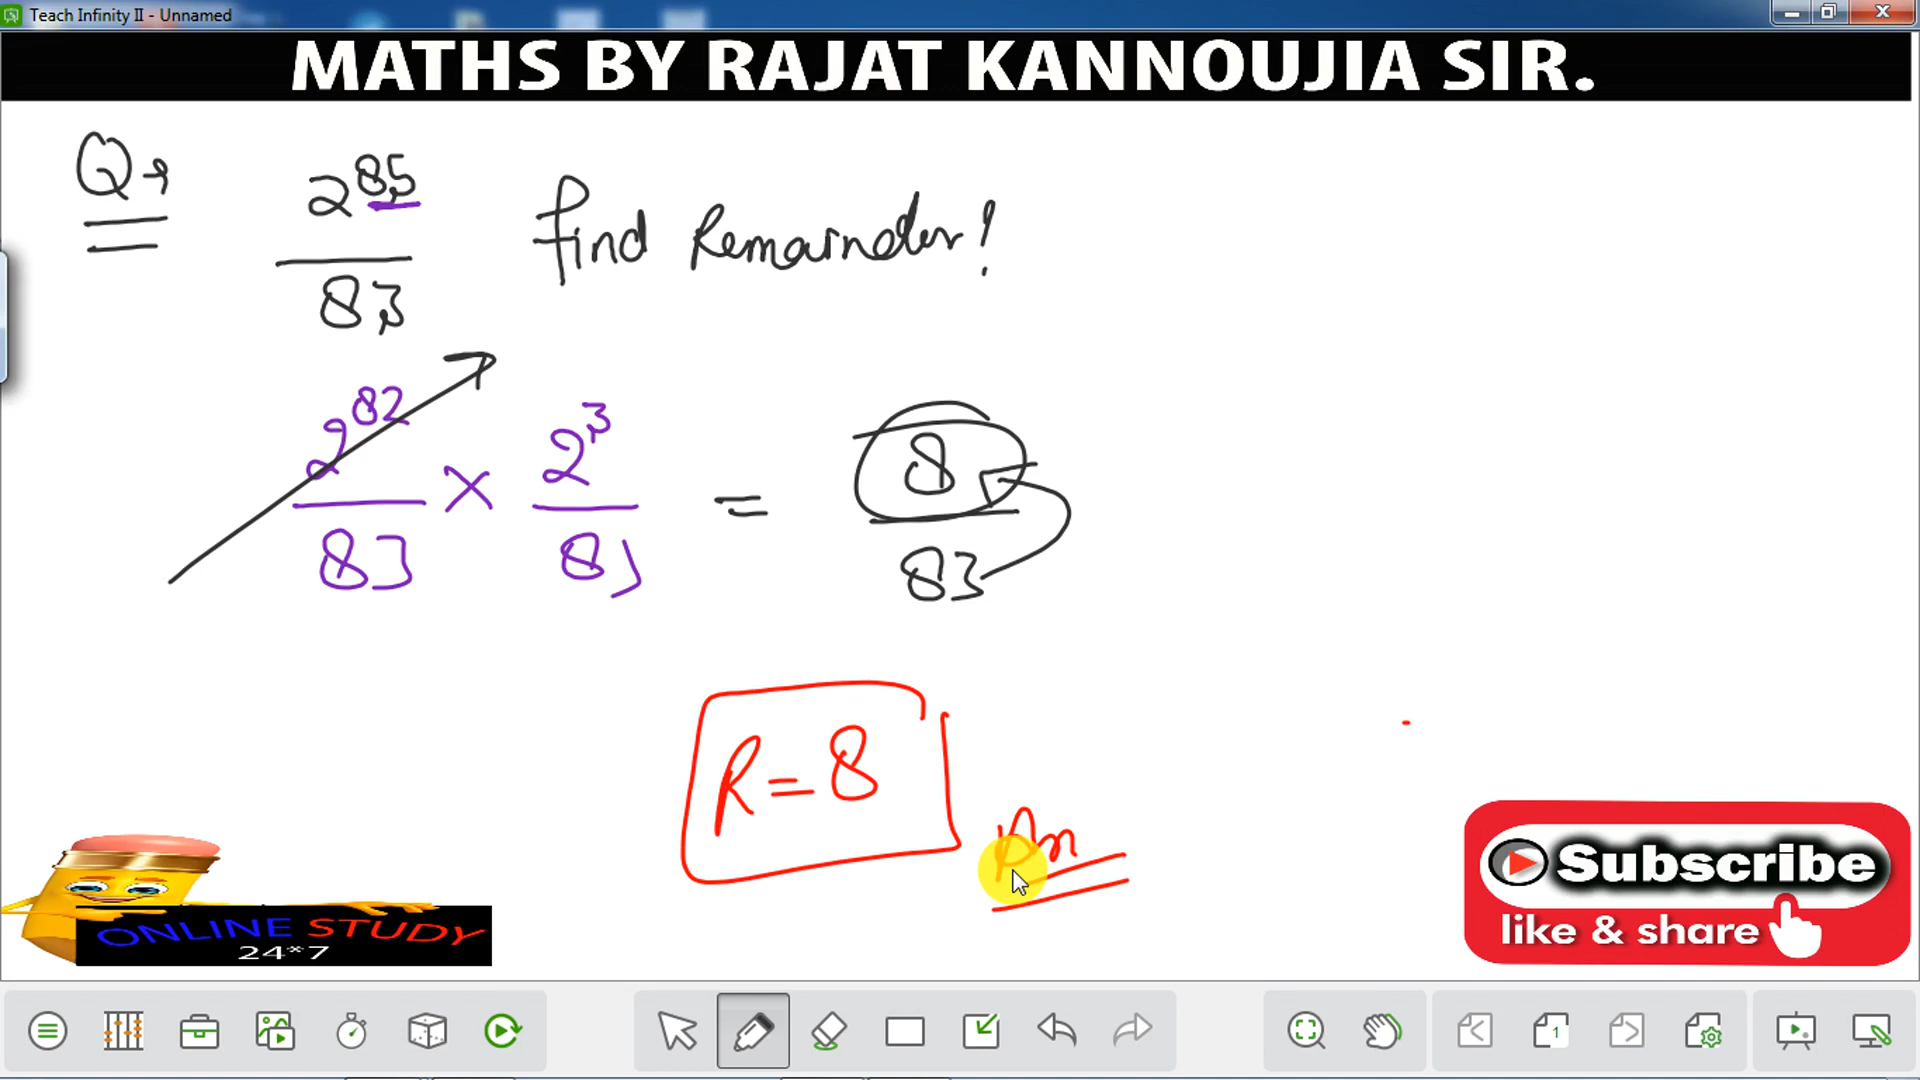 Teach Infinity II - Unnamed
MATHS BY RAJAT KANNOUJIA SIR.
Q→ 2^85 / 83 find Remainder!
2^82 / 83 × 2^3 / 83 = 8 / 83
R = 8
Subscribe
like & share
ONLINE STUDY
24*7
1